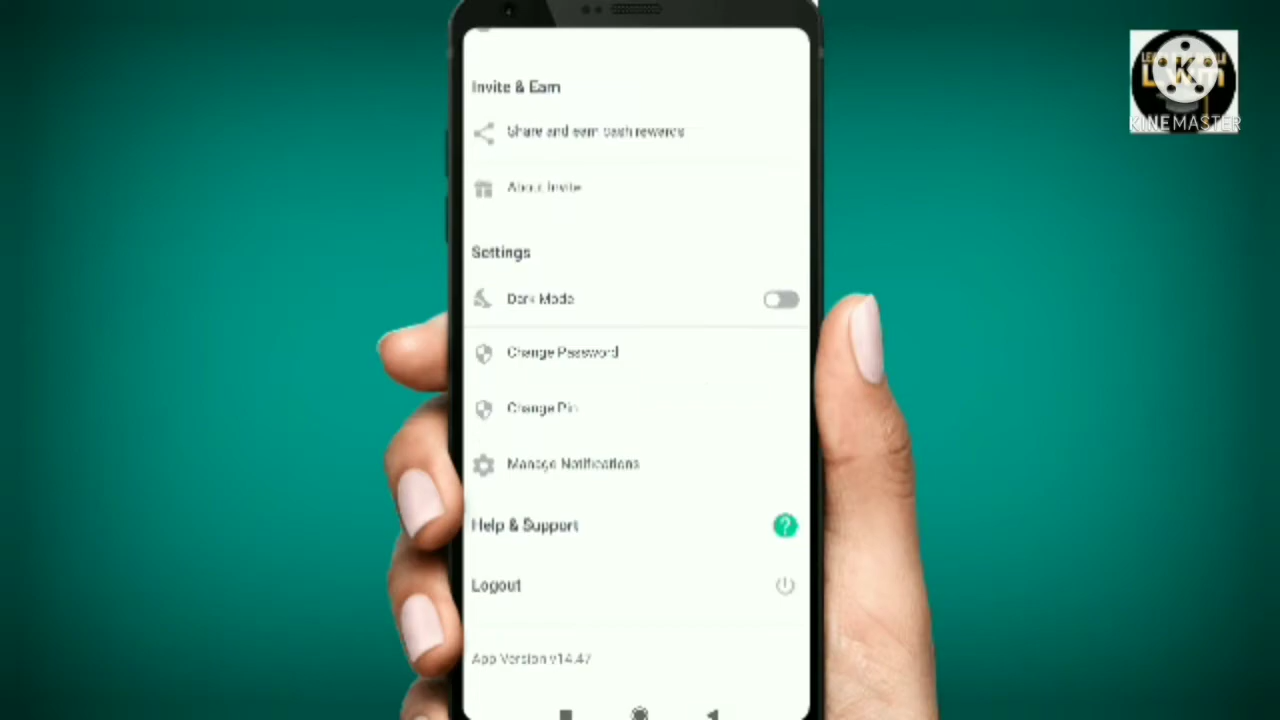 Invite & Earn
Share and earn cash rewards
About Invite
Settings
Dark Mode
Change Password
Change Pin
Manage Notifications
Help & Support
?
Logout
App Version v14.47
KINEMASTER